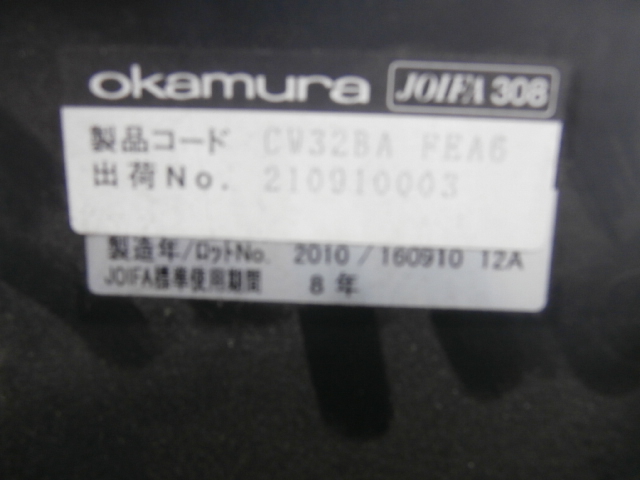 okamura JOIFA 308
製品コード CW32BA FEA6
出荷No. 210910003
製造年/ロットNo. 2010 / 160910 12A
JOIFA標準使用期間 8 年